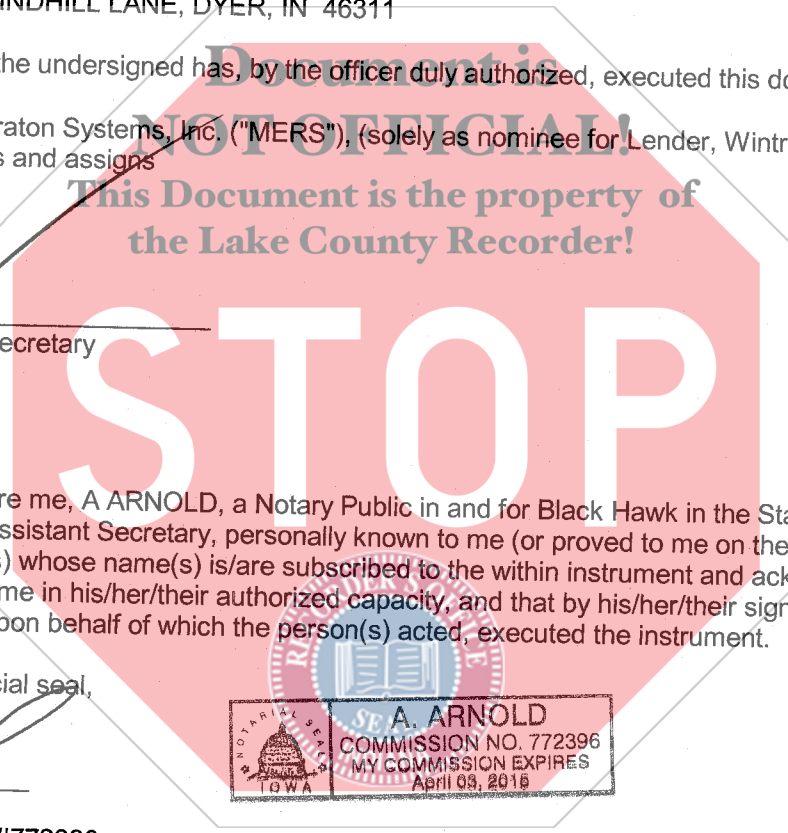 INDHILL LANE, DYER, IN 46311
the undersigned has, by the officer duly authorized, executed this do
raton Systems, Inc. ("MERS"), (solely as nominee for Lender, Wintr
s and assigns
Document is
NOT OFFICIAL!
This Document is the property of
the Lake County Recorder!
STOP
ecretary
re me, A ARNOLD, a Notary Public in and for Black Hawk in the Sta
ssistant Secretary, personally known to me (or proved to me on the
s) whose name(s) is/are subscribed to the within instrument and ack
me in his/her/their authorized capacity, and that by his/her/their sign
pon behalf of which the person(s) acted, executed the instrument.
cial seal,
SEAL
NOTARIAL SEAL
IOWA
A. ARNOLD
COMMISSION NO. 772396
MY COMMISSION EXPIRES
April 03, 2015